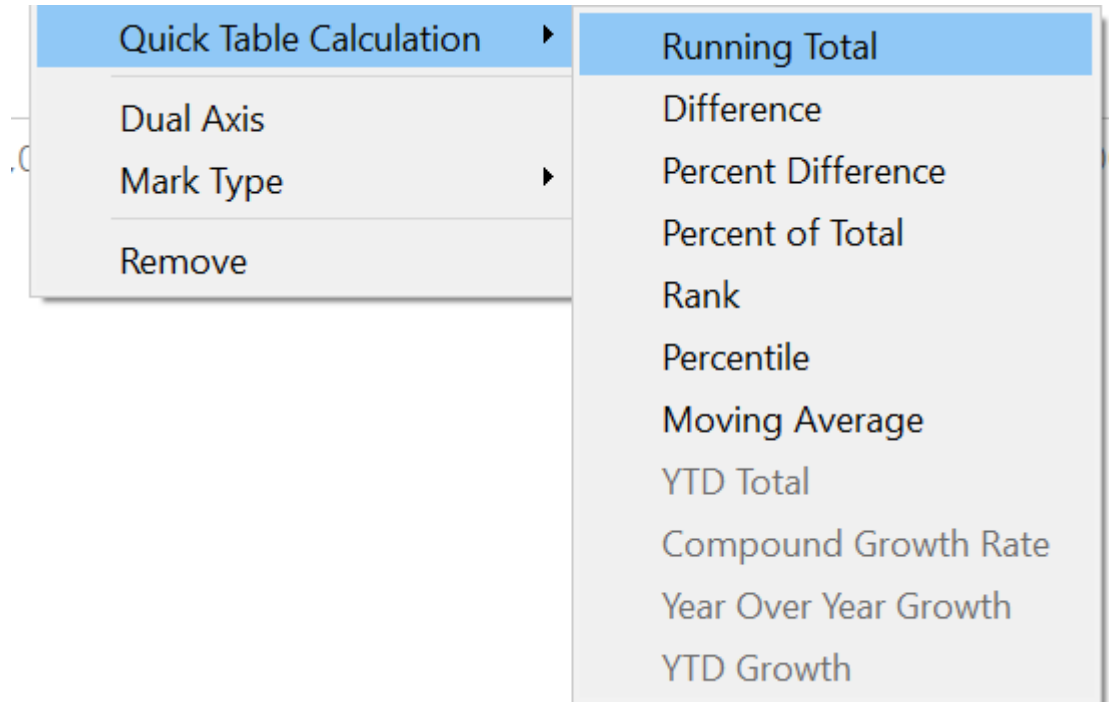 Quick Table Calculation
Dual Axis
Mark Type
Remove
Running Total
Difference
Percent Difference
Percent of Total
Rank
Percentile
Moving Average
YTD Total
Compound Growth Rate
Year Over Year Growth
YTD Growth